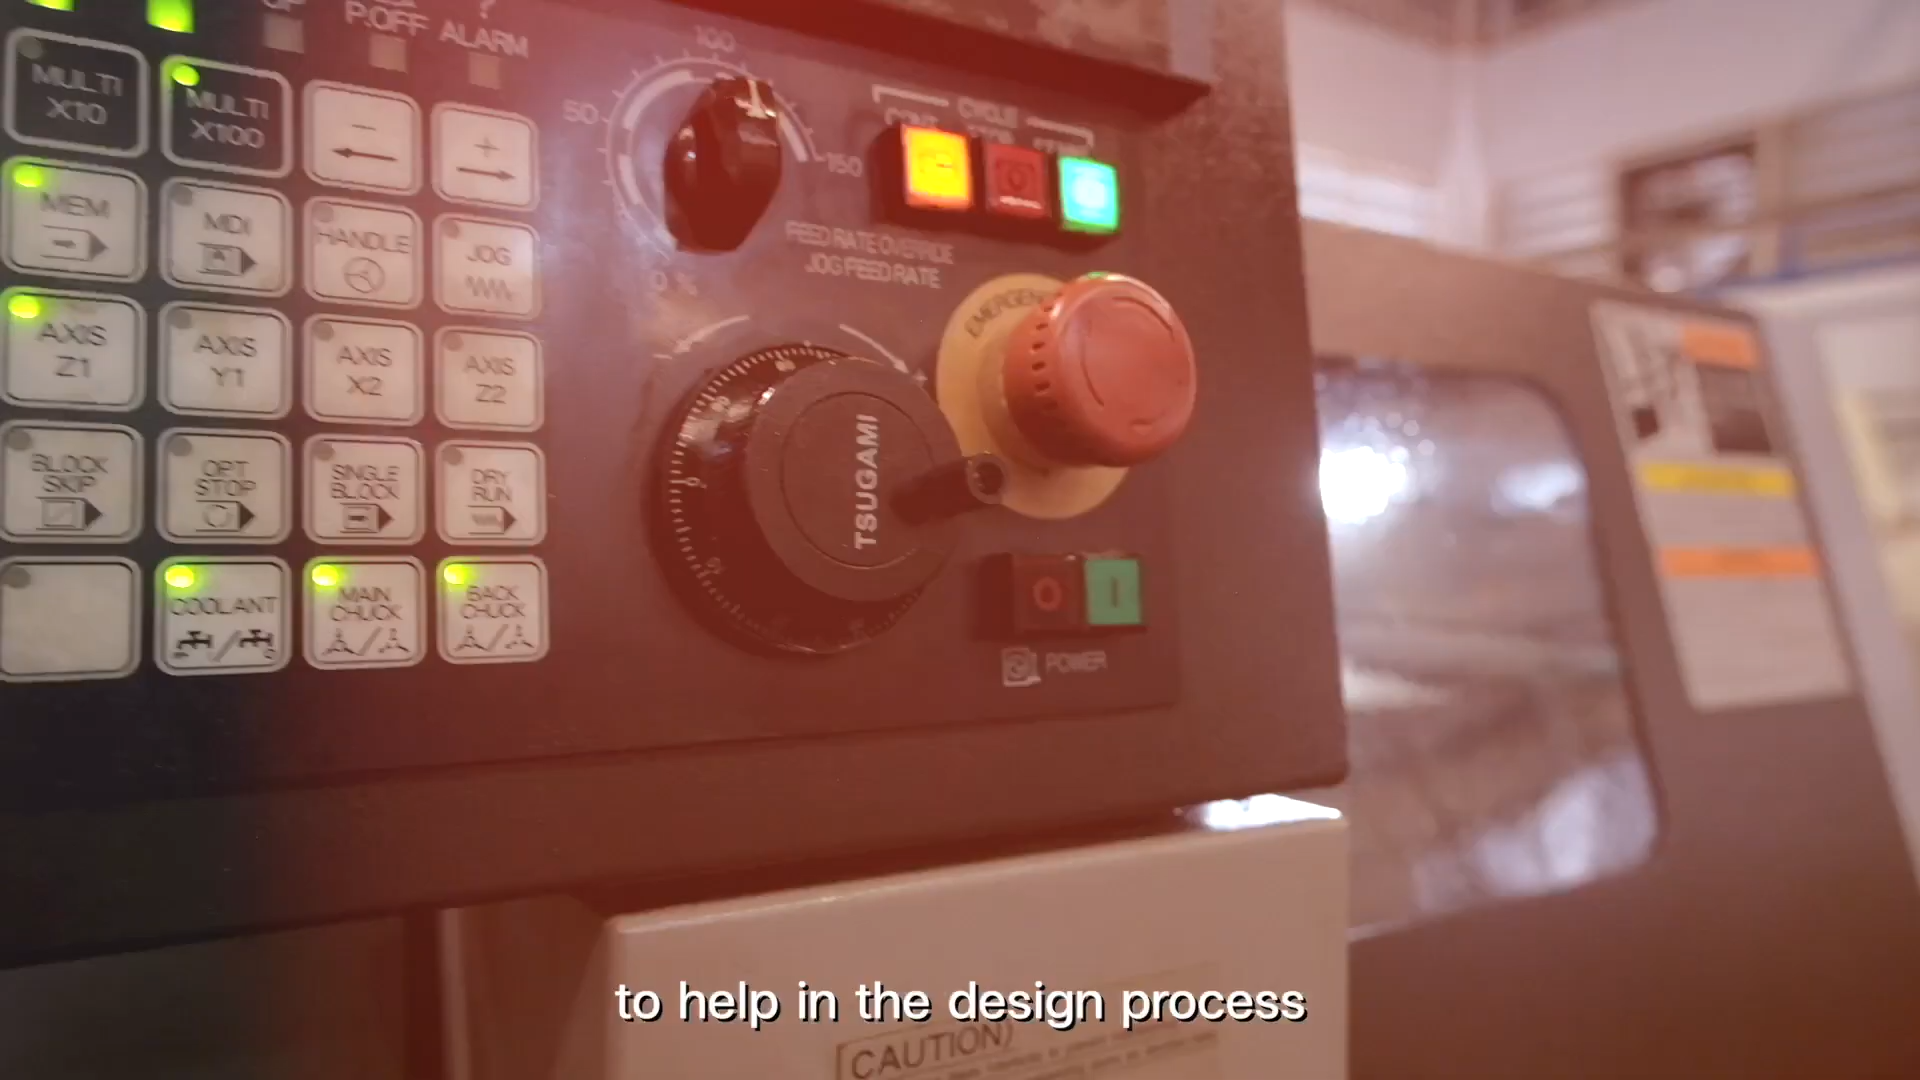 P.OFF ALARM
MULTI
X10
MULTI
X100
−
+
MEM
MDI
HANDLE
JOG
AXIS
Z1
AXIS
Y1
AXIS
X2
AXIS
Z2
BLOCK
SKIP
OPT.
STOP
SINGLE
BLOCK
DRY
RUN
COOLANT
MAIN
CHUCK
BACK
CHUCK
100
50
150
0 %
FEED RATE OVERRIDE
JOG FEED RATE
CYCLE
TSUGAMI
O
I
POWER
to help in the design process
CAUTION